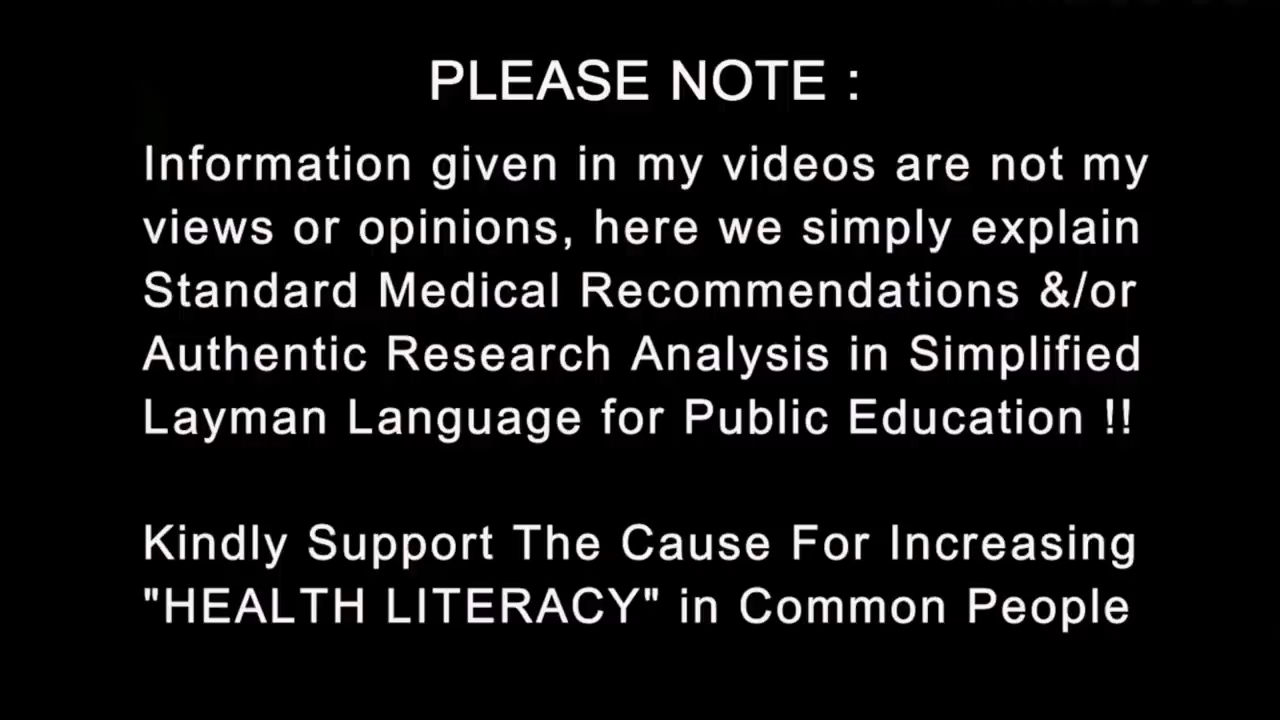 PLEASE NOTE :
Information given in my videos are not my
views or opinions, here we simply explain
Standard Medical Recommendations &/or
Authentic Research Analysis in Simplified
Layman Language for Public Education !!
Kindly Support The Cause For Increasing
"HEALTH LITERACY" in Common People